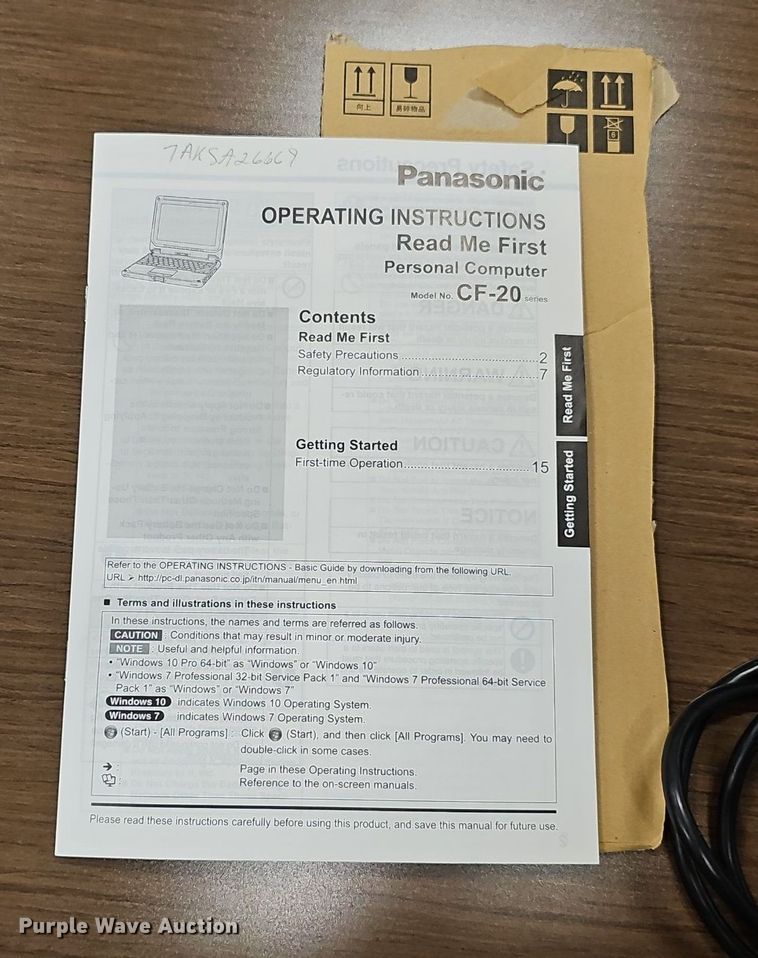 向上
易碎物品
6
7AKSA26669
Panasonic
OPERATING INSTRUCTIONS
Read Me First
Personal Computer
Model No. CF-20 series
Contents
Read Me First
Safety Precautions..............................2
Regulatory Information..........................7
Getting Started
First-time Operation............................15
Read Me First
Getting Started
Refer to the OPERATING INSTRUCTIONS - Basic Guide by downloading from the following URL.
URL ➢ http://pc-dl.panasonic.co.jp/itn/manual/menu_en.html
■ Terms and illustrations in these instructions
In these instructions, the names and terms are referred as follows.
CAUTION : Conditions that may result in minor or moderate injury.
NOTE : Useful and helpful information.
• "Windows 10 Pro 64-bit" as "Windows" or "Windows 10"
• "Windows 7 Professional 32-bit Service Pack 1" and "Windows 7 Professional 64-bit Service
Pack 1" as "Windows" or "Windows 7"
Windows 10 indicates Windows 10 Operating System.
Windows 7 indicates Windows 7 Operating System.
(Start) - [All Programs] : Click (Start), and then click [All Programs]. You may need to
double-click in some cases.
➔ : Page in these Operating Instructions.
: Reference to the on-screen manuals.
Please read these instructions carefully before using this product, and save this manual for future use.
Purple Wave Auction